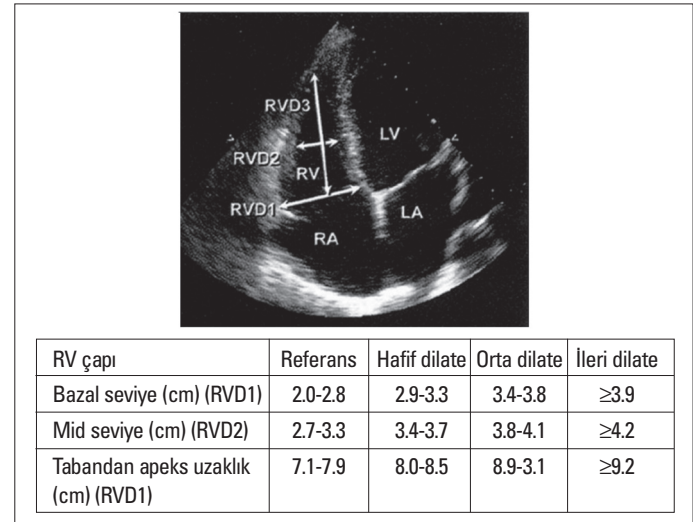 RVD3
LV
RVD2
RV
RVD1
LA
RA
RV çapı Referans Hafif dilate Orta dilate İleri dilate
Bazal seviye (cm) (RVD1) 2.0-2.8 2.9-3.3 3.4-3.8 ≥3.9
Mid seviye (cm) (RVD2) 2.7-3.3 3.4-3.7 3.8-4.1 ≥4.2
Tabandan apeks uzaklık 7.1-7.9 8.0-8.5 8.9-3.1 ≥9.2
(cm) (RVD1)